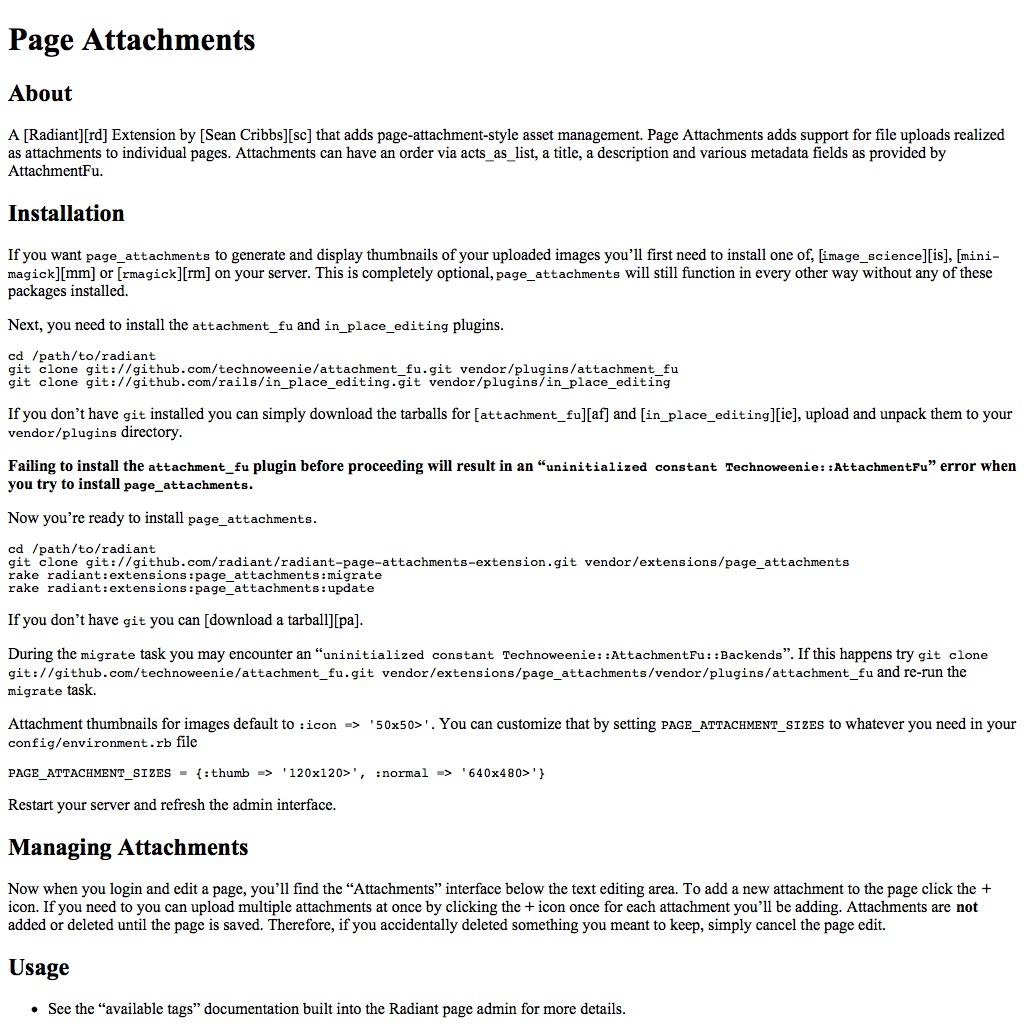 Page Attachments
About
A [Radiant][rd] Extension by [Sean Cribbs][sc] that adds page-attachment-style asset management. Page Attachments adds support for file uploads realized
as attachments to individual pages. Attachments can have an order via acts_as_list, a title, a description and various metadata fields as provided by
AttachmentFu.
Installation
If you want page_attachments to generate and display thumbnails of your uploaded images you’ll first need to install one of, [image_science][is], [mini-
magick][mm] or [rmagick][rm] on your server. This is completely optional, page_attachments will still function in every other way without any of these
packages installed.
Next, you need to install the attachment_fu and in_place_editing plugins.
cd /path/to/radiant
git clone git://github.com/technoweenie/attachment_fu.git vendor/plugins/attachment_fu
git clone git://github.com/rails/in_place_editing.git vendor/plugins/in_place_editing
If you don’t have git installed you can simply download the tarballs for [attachment_fu][af] and [in_place_editing][ie], upload and unpack them to your
vendor/plugins directory.
Failing to install the attachment_fu plugin before proceeding will result in an “uninitialized constant Technoweenie::AttachmentFu” error when
you try to install page_attachments.
Now you’re ready to install page_attachments.
cd /path/to/radiant
git clone git://github.com/radiant/radiant-page-attachments-extension.git vendor/extensions/page_attachments
rake radiant:extensions:page_attachments:migrate
rake radiant:extensions:page_attachments:update
If you don’t have git you can [download a tarball][pa].
During the migrate task you may encounter an “uninitialized constant Technoweenie::AttachmentFu::Backends”. If this happens try git clone
git://github.com/technoweenie/attachment_fu.git vendor/extensions/page_attachments/vendor/plugins/attachment_fu and re-run the
migrate task.
Attachment thumbnails for images default to :icon => '50x50>'. You can customize that by setting PAGE_ATTACHMENT_SIZES to whatever you need in your
config/environment.rb file
PAGE_ATTACHMENT_SIZES = {:thumb => '120x120>', :normal => '640x480>'}
Restart your server and refresh the admin interface.
Managing Attachments
Now when you login and edit a page, you’ll find the “Attachments” interface below the text editing area. To add a new attachment to the page click the +
icon. If you need to you can upload multiple attachments at once by clicking the + icon once for each attachment you’ll be adding. Attachments are not
added or deleted until the page is saved. Therefore, if you accidentally deleted something you meant to keep, simply cancel the page edit.
Usage
• See the “available tags” documentation built into the Radiant page admin for more details.